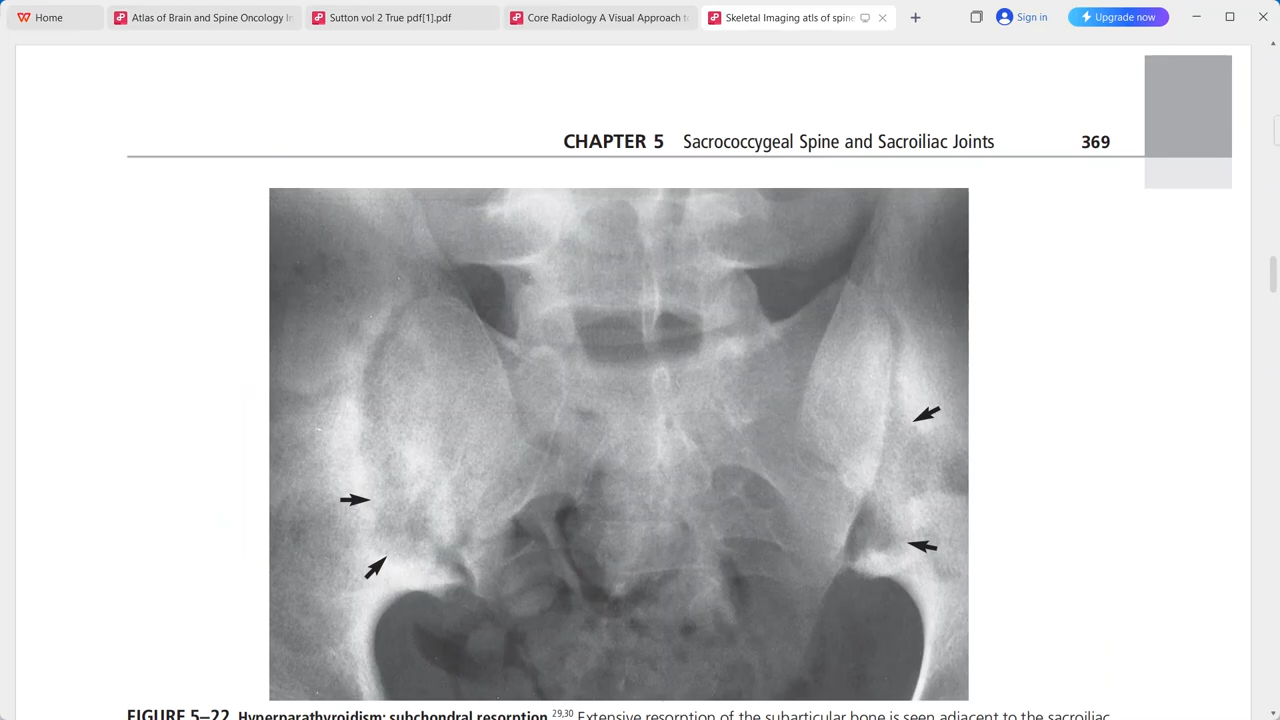 Home
Atlas of Brain and Spine Oncology I
Sutton vol 2 True pdf[1].pdf
Core Radiology A Visual Approach t
Skeletal Imaging atls of spine
Sign in
Upgrade now
CHAPTER 5 Sacrococcygeal Spine and Sacroiliac Joints 369
FIGURE 5–22 Hyperparathyroidism: subchondral resorption. 29,30 Extensive resorption of the subarticular bone is seen adjacent to the sacroiliac